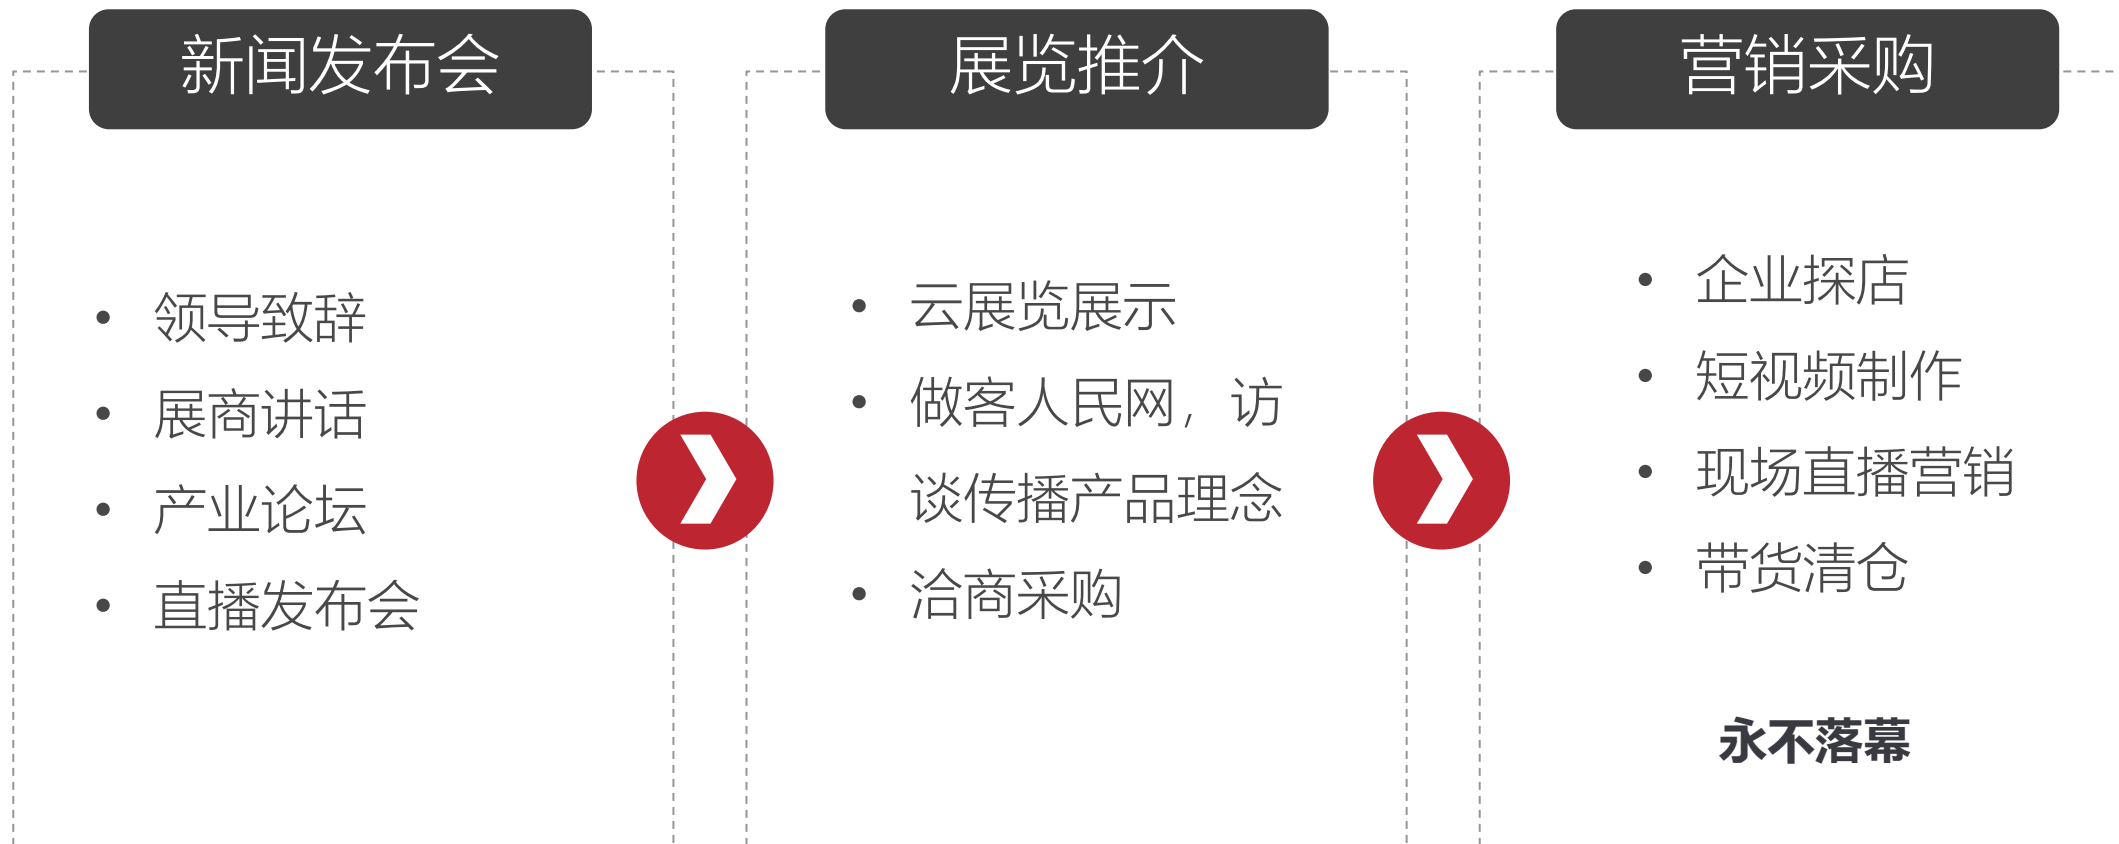 新闻发布会
领导致辞
展商讲话
产业论坛
直播发布会
展览推介
云展览展示
做客人民网，访
谈传播产品理念
洽商采购
营销采购
企业探店
短视频制作
现场直播营销
带货清仓
永不落幕